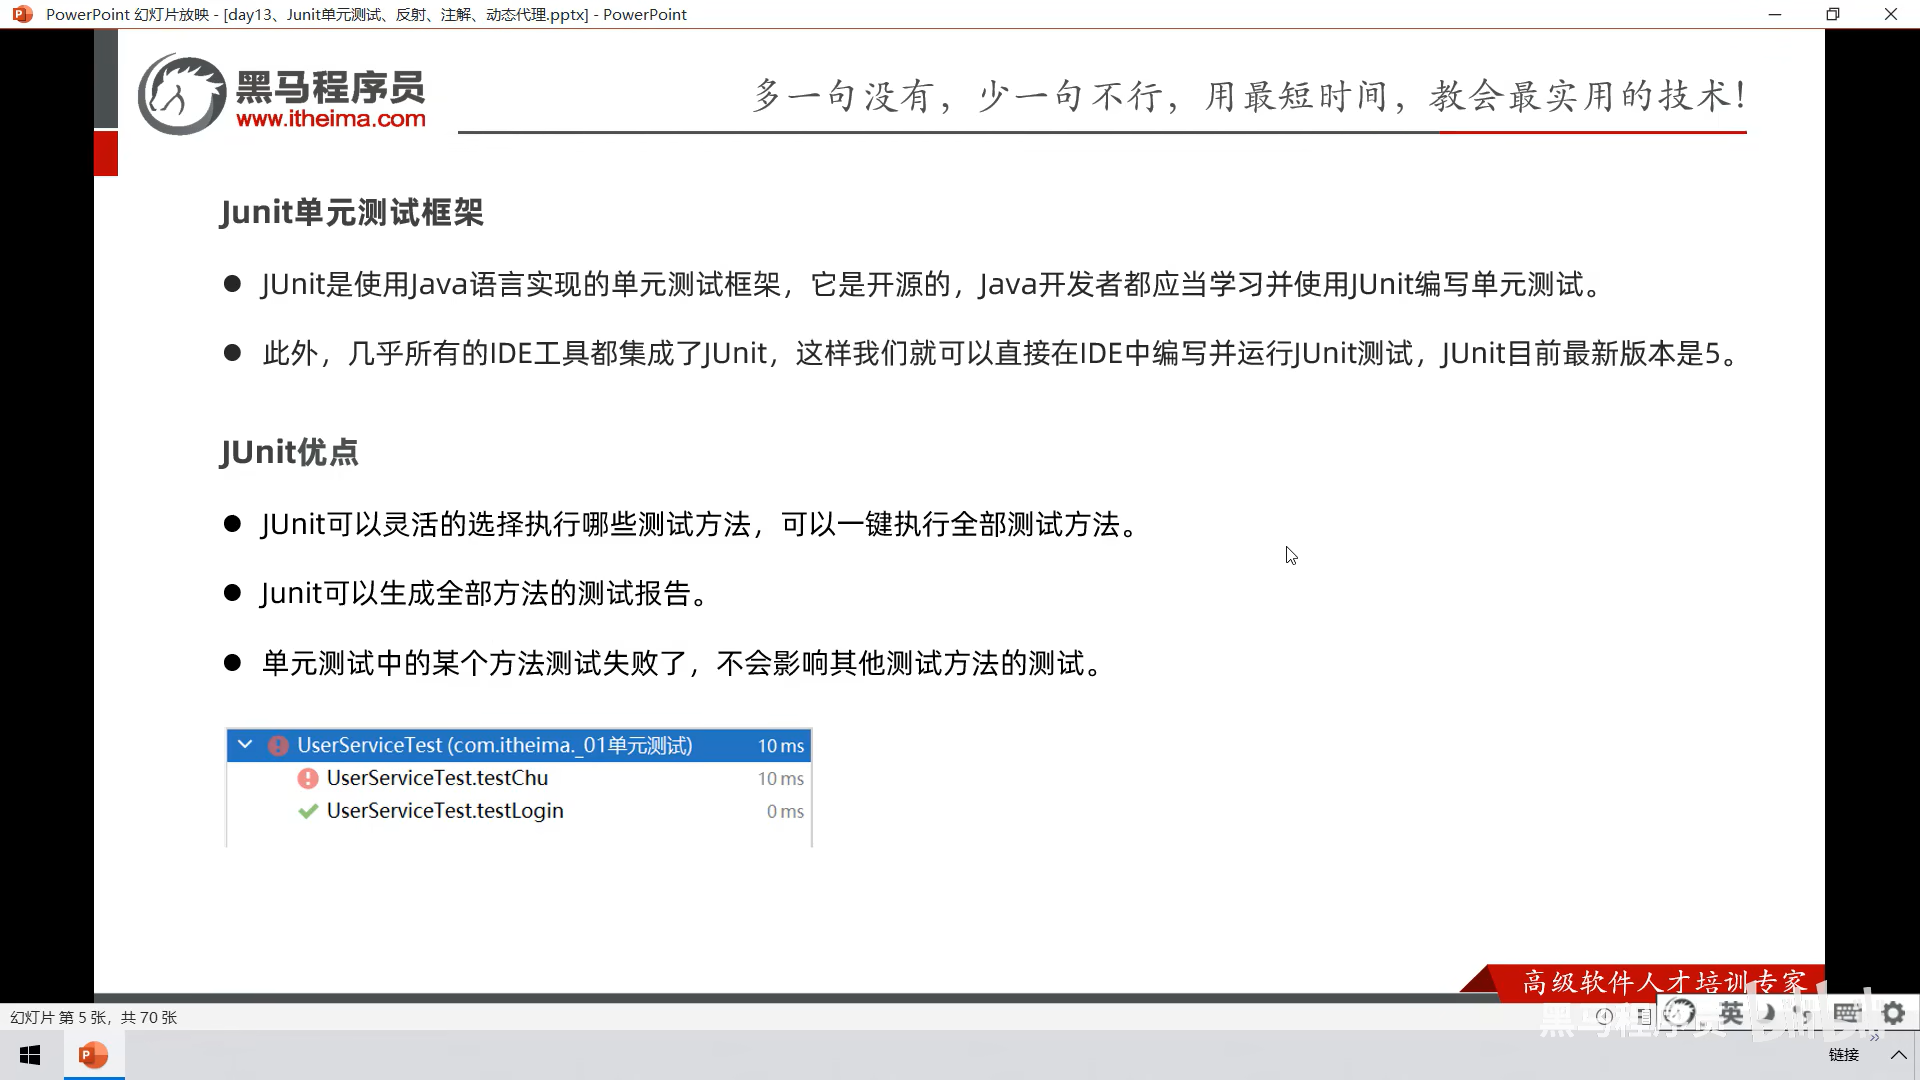 PowerPoint 幻灯片放映 - [day13、Junit单元测试、反射、注解、动态代理.pptx] - PowerPoint
黑马程序员
www.itheima.com
多一句没有，少一句不行，用最短时间，教会最实用的技术！
Junit单元测试框架
JUnit是使用Java语言实现的单元测试框架，它是开源的，Java开发者都应当学习并使用JUnit编写单元测试。
此外，几乎所有的IDE工具都集成了JUnit，这样我们就可以直接在IDE中编写并运行JUnit测试，JUnit目前最新版本是5。
JUnit优点
JUnit可以灵活的选择执行哪些测试方法，可以一键执行全部测试方法。
Junit可以生成全部方法的测试报告。
单元测试中的某个方法测试失败了，不会影响其他测试方法的测试。
UserServiceTest (com.itheima._01单元测试) 10 ms
UserServiceTest.testChu 10 ms
UserServiceTest.testLogin 0 ms
高级软件人才培训专家
幻灯片 第 5 张，共 70 张
黑马程序员
英
bilibili
链接